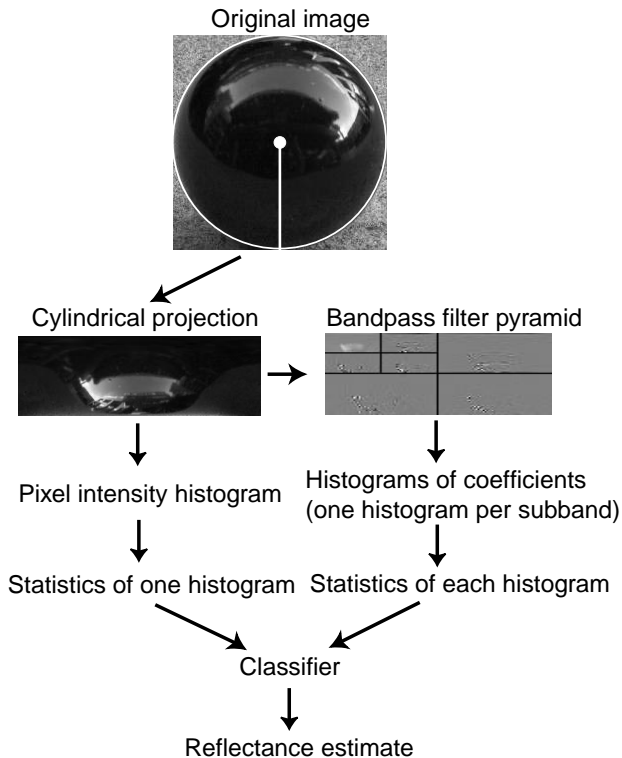 Original image
Cylindrical projection
Bandpass filter pyramid
Pixel intensity histogram
Histograms of coefficients
(one histogram per subband)
Statistics of one histogram
Statistics of each histogram
Classifier
Reflectance estimate